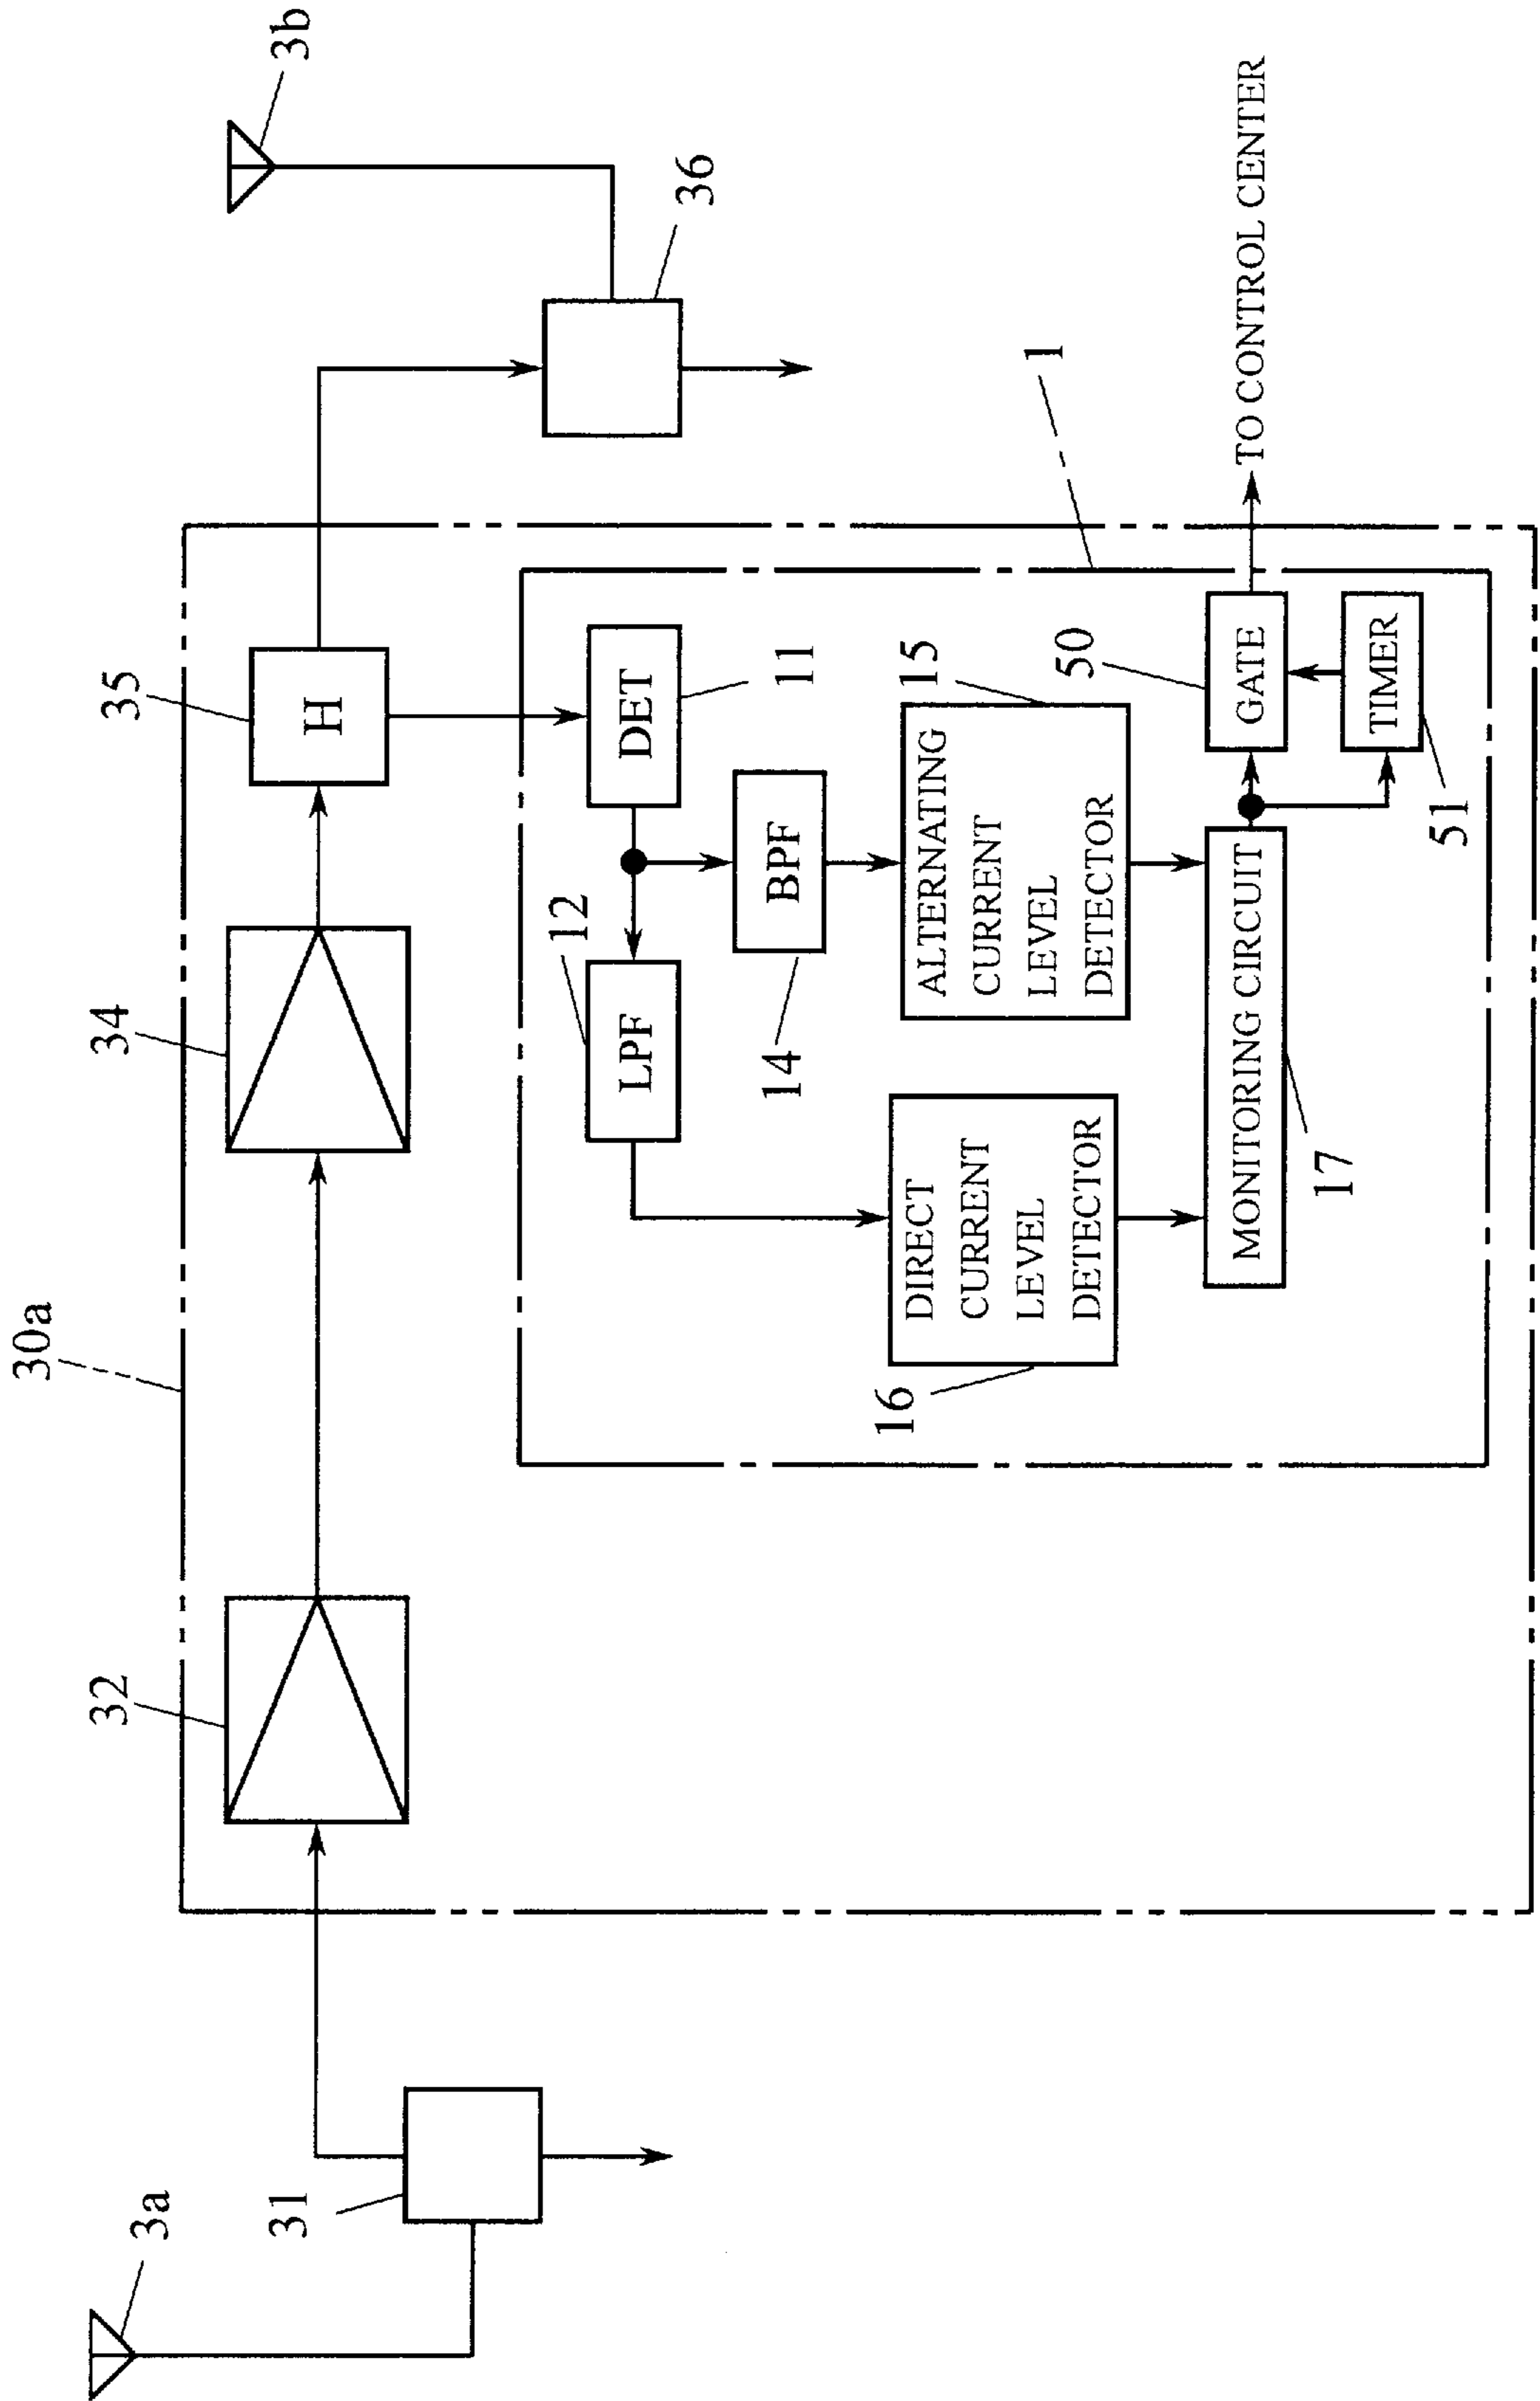 30a
32
34
35
H
3a
31
3b
36
1
DET
11
12
LPF
BPF
14
15
ALTERNATING
CURRENT
LEVEL
DETECTOR
DIRECT
CURRENT
LEVEL
DETECTOR
16
MONITORING CIRCUIT
17
50
GATE
TO CONTROL CENTER
TIMER
51